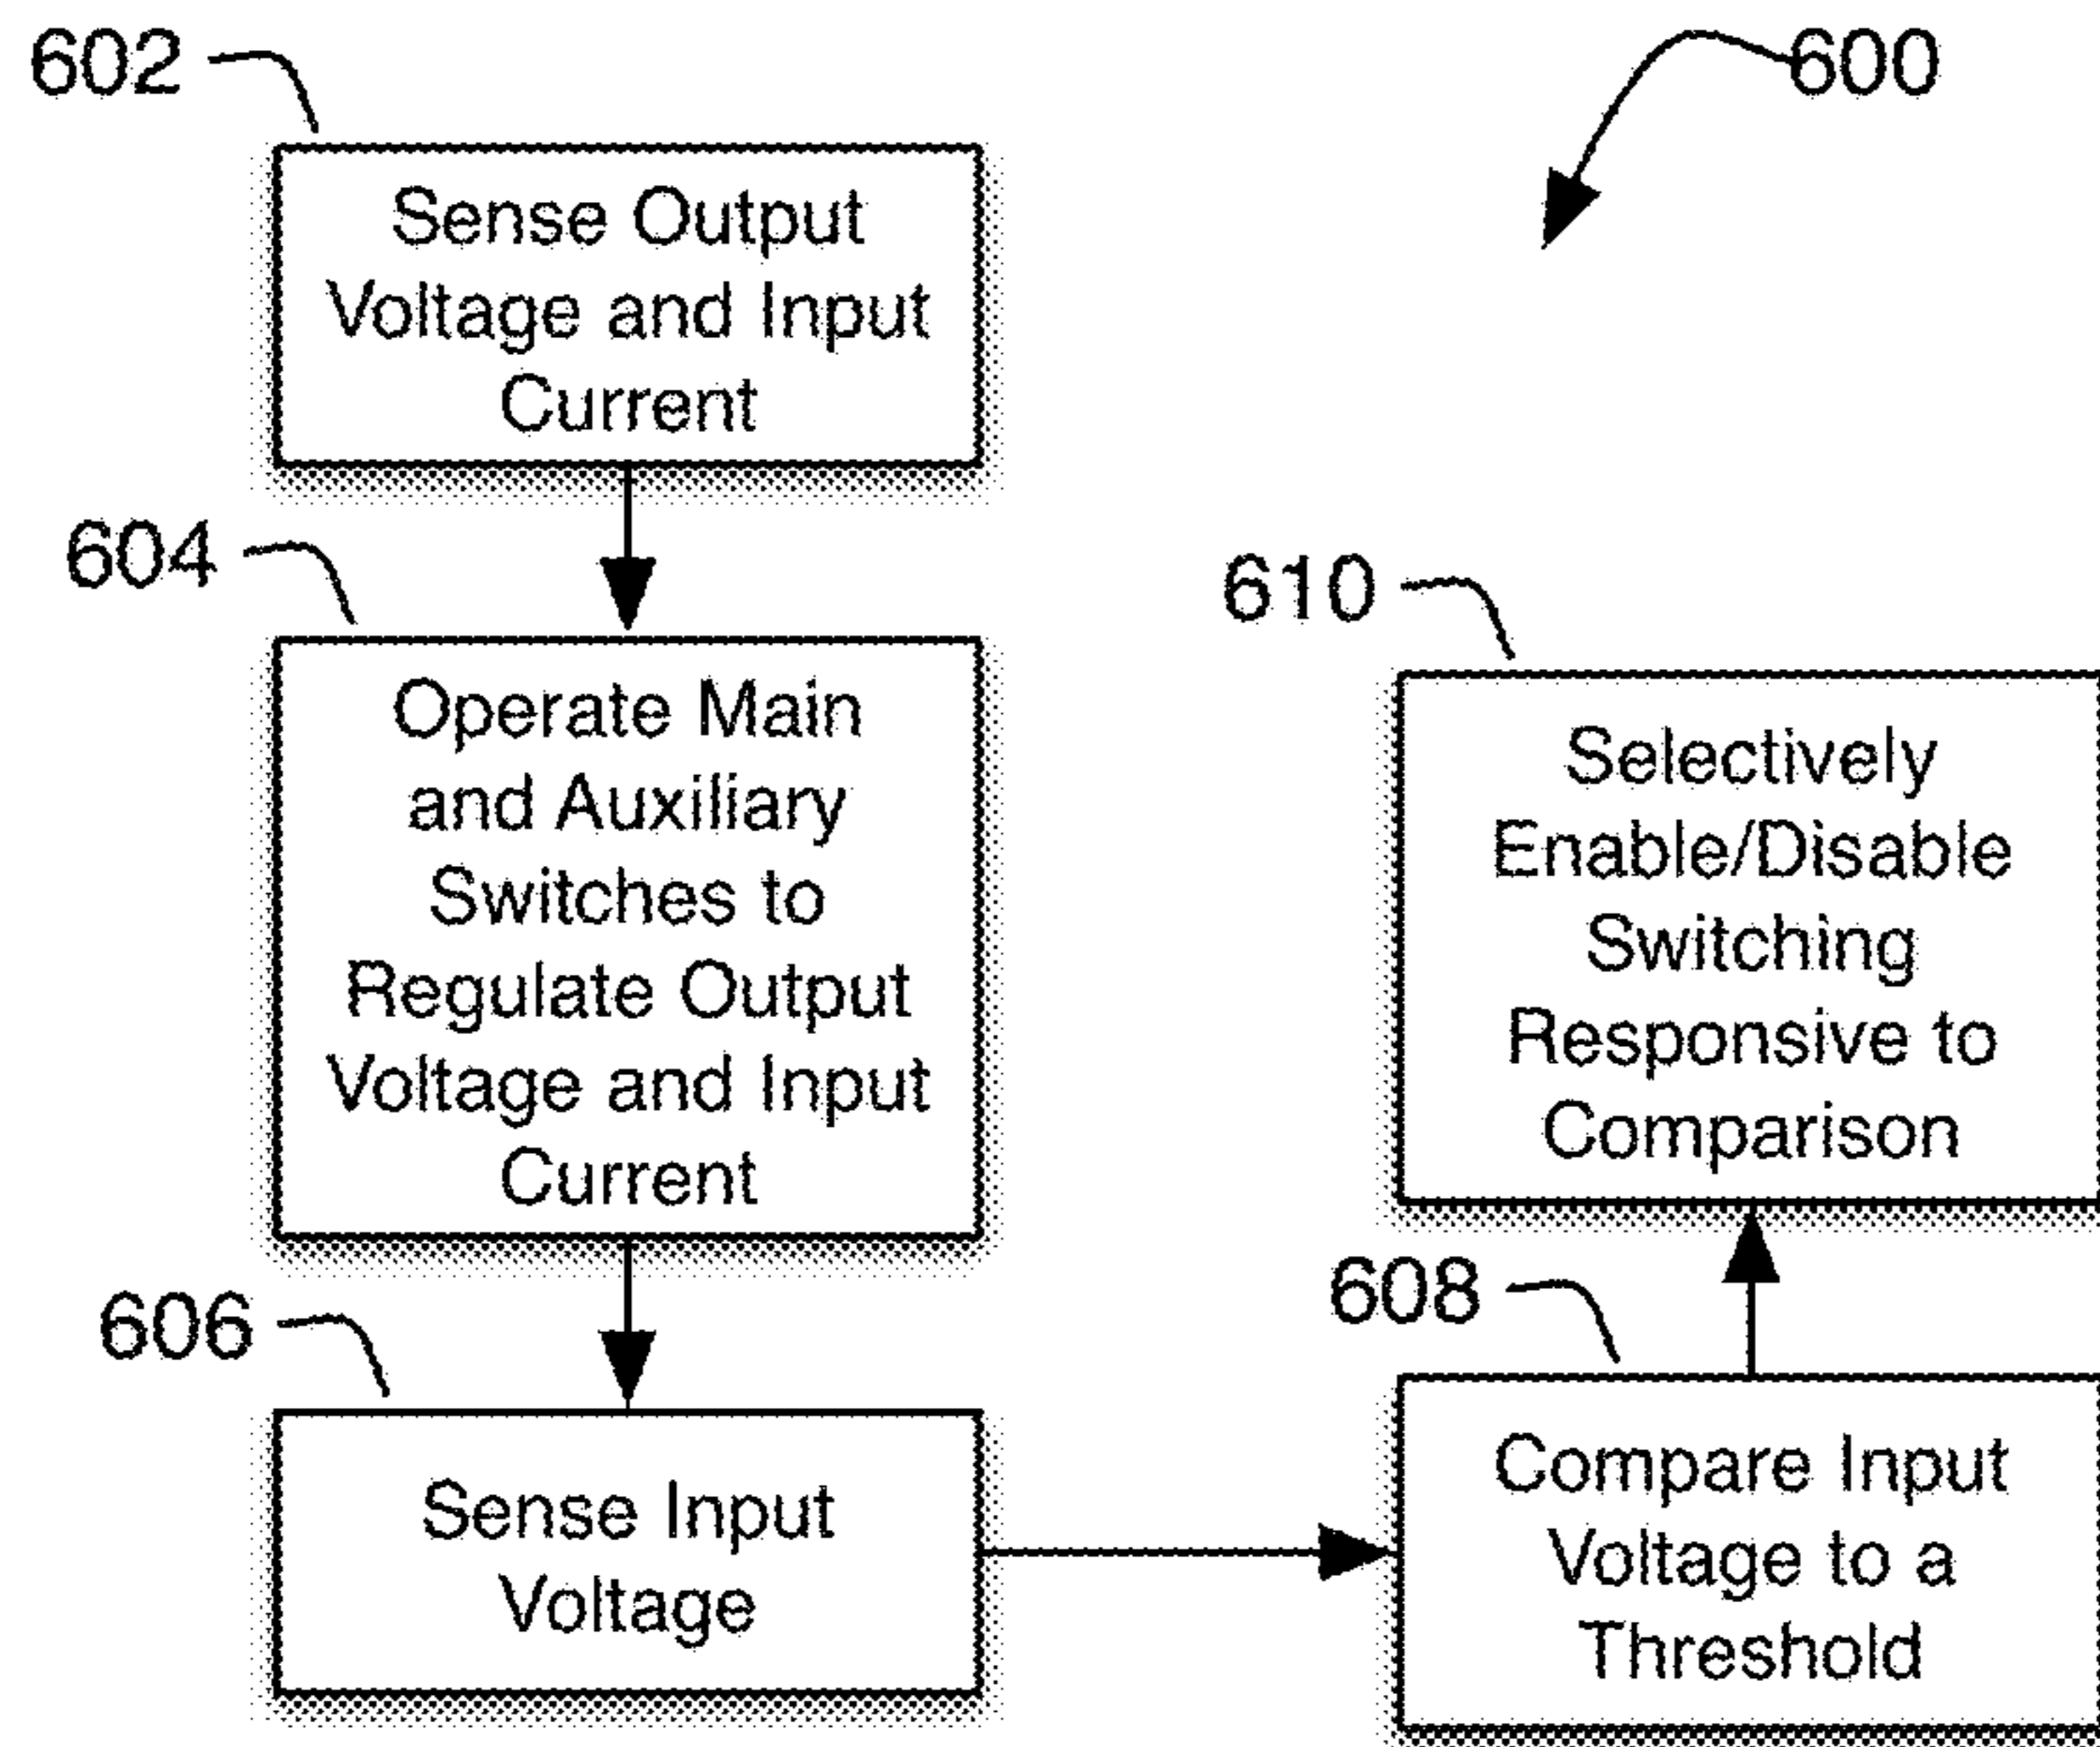 602
600
Sense Output
Voltage and Input
Current
604
Operate Main
and Auxiliary
Switches to
Regulate Output
Voltage and Input
Current
606
Sense Input
Voltage
608
Compare Input
Voltage to a
Threshold
610
Selectively
Enable/Disable
Switching
Responsive to
Comparison